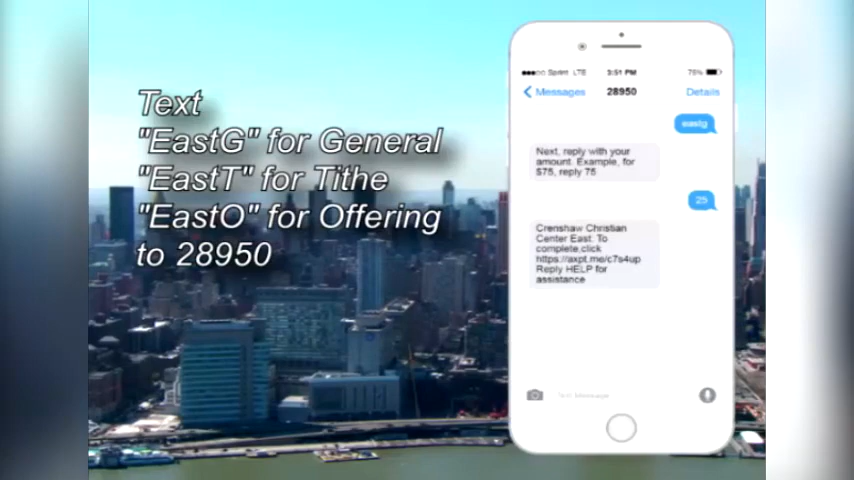 Text
"EastG" for General
"EastT" for Tithe
"EastO" for Offering
to 28950
Sprint LTE
3:51 PM
78%
Messages
28950
Details
eastg
Next, reply with your
amount. Example, for
$75, reply 75
25
Crenshaw Christian
Center East: To
complete,click
https://axpt.me/c7s4up
Reply HELP for
assistance
Text Message